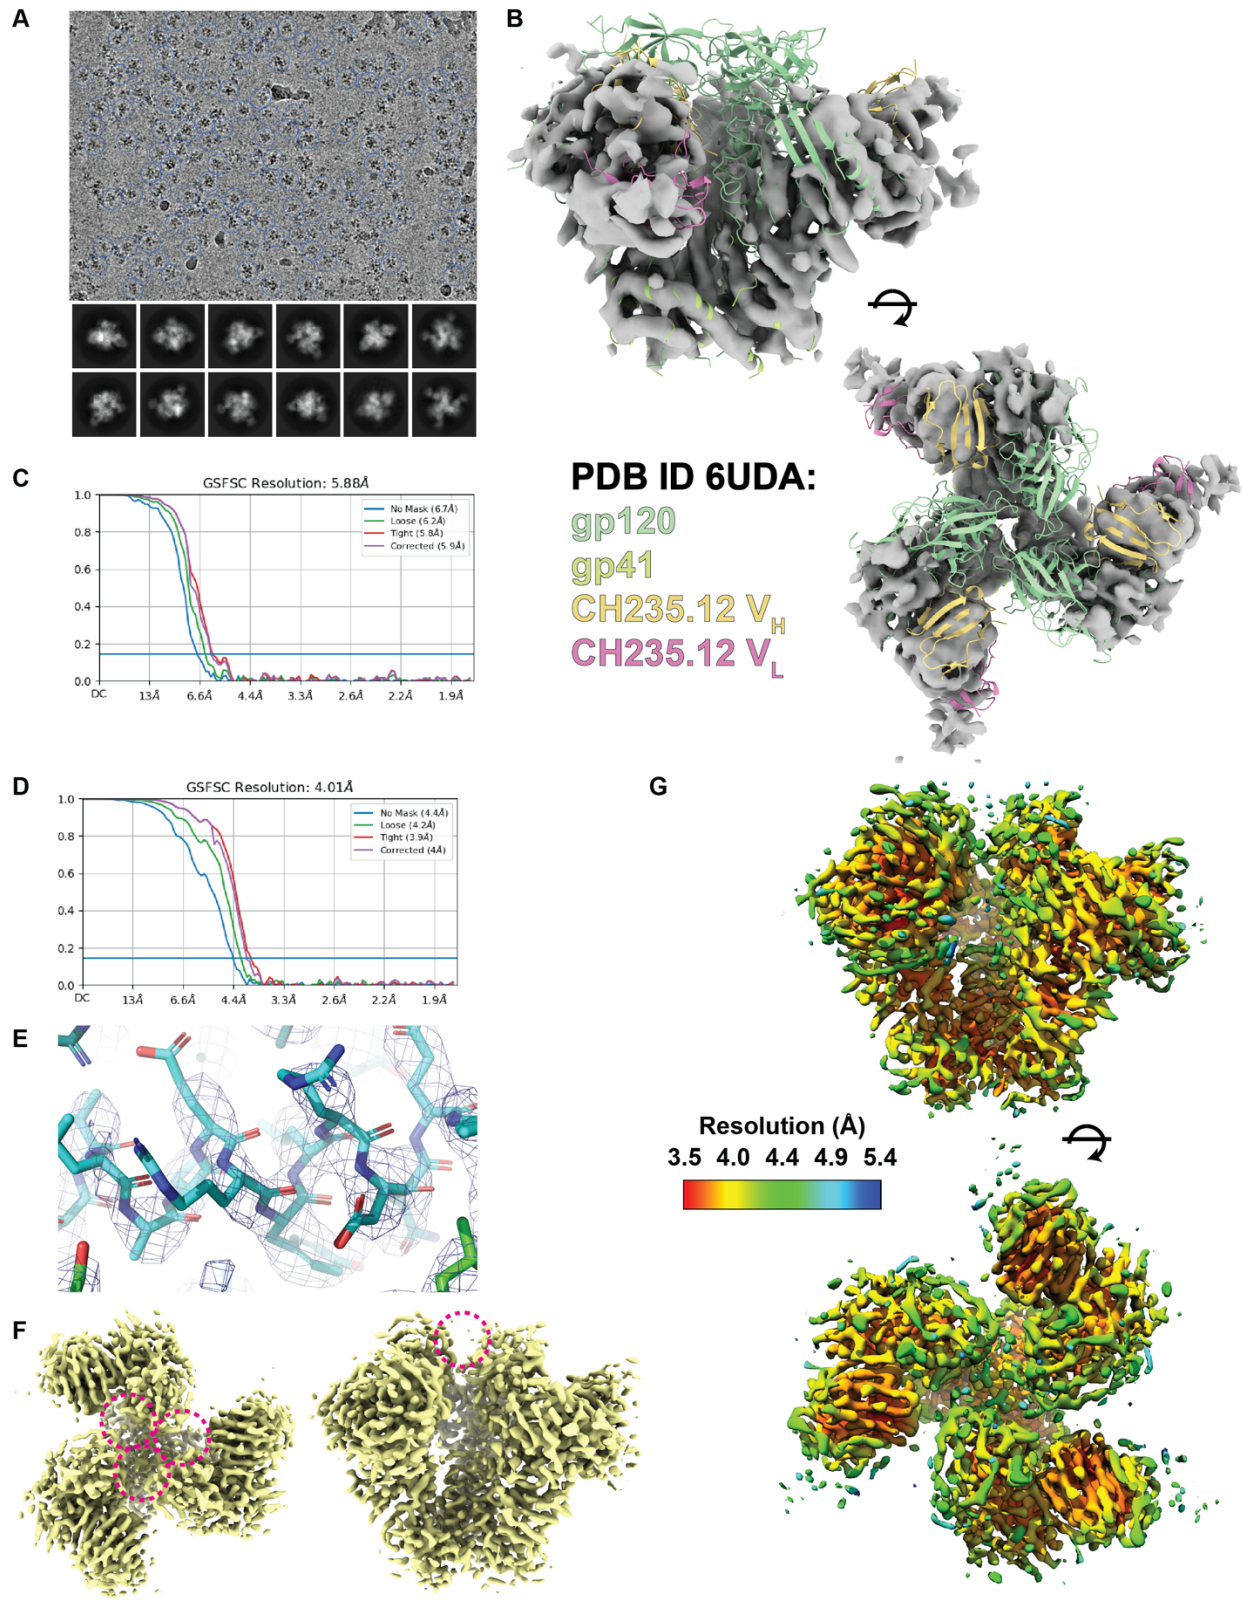 A
B
PDB ID 6UDA:
gp120
gp41
CH235.12 VH
CH235.12 VL
C
GSFSC Resolution: 5.88Å
1.0
0.8
0.6
0.4
0.2
0.0
No Mask (6.7Å)
Loose (6.2Å)
Tight (5.8Å)
Corrected (5.9Å)
DC 13Å 6.6Å 4.4Å 3.3Å 2.6Å 2.2Å 1.9Å
D
GSFSC Resolution: 4.01Å
1.0
0.8
0.6
0.4
0.2
0.0
No Mask (4.4Å)
Loose (4.2Å)
Tight (3.9Å)
Corrected (4Å)
DC 13Å 6.6Å 4.4Å 3.3Å 2.6Å 2.2Å 1.9Å
E
F
G
Resolution (Å)
3.5 4.0 4.4 4.9 5.4